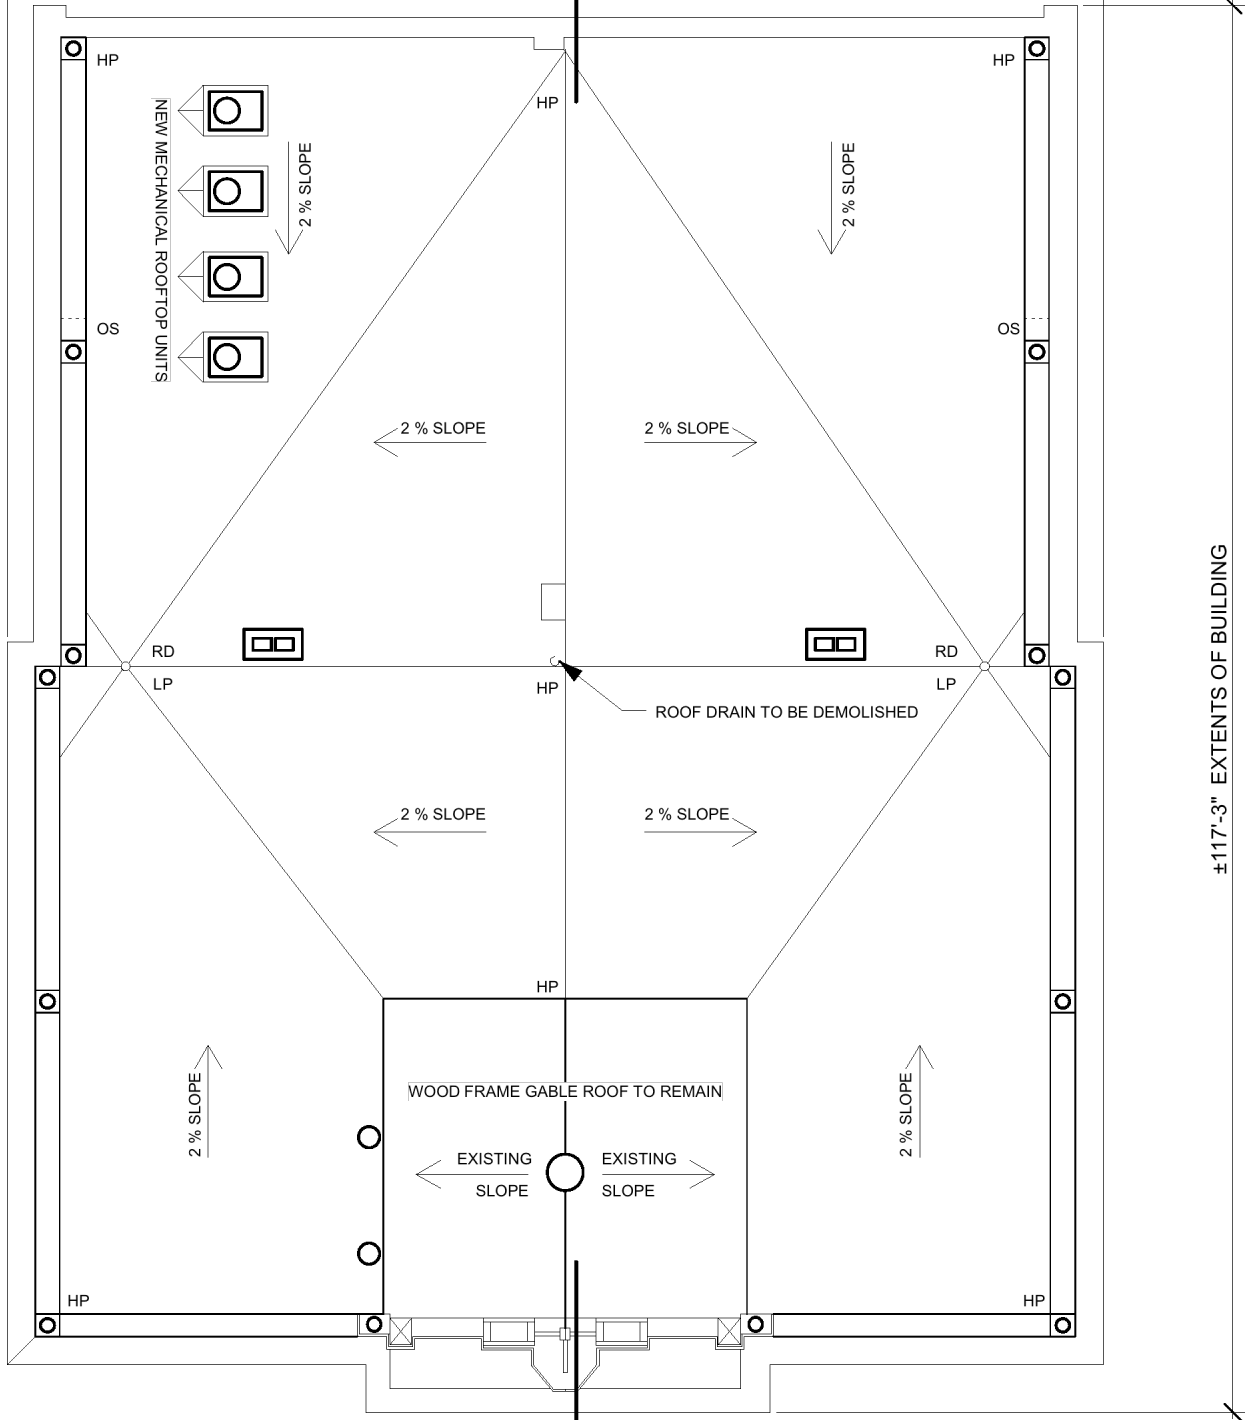 HP
HP
HP
NEW MECHANICAL ROOFTOP UNITS
2 % SLOPE
2 % SLOPE
OS
OS
2 % SLOPE
2 % SLOPE
±117'-3" EXTENTS OF BUILDING
RD
RD
LP
HP
LP
ROOF DRAIN TO BE DEMOLISHED
2 % SLOPE
2 % SLOPE
HP
2 % SLOPE
WOOD FRAME GABLE ROOF TO REMAIN
2 % SLOPE
EXISTING
SLOPE
EXISTING
SLOPE
HP
HP